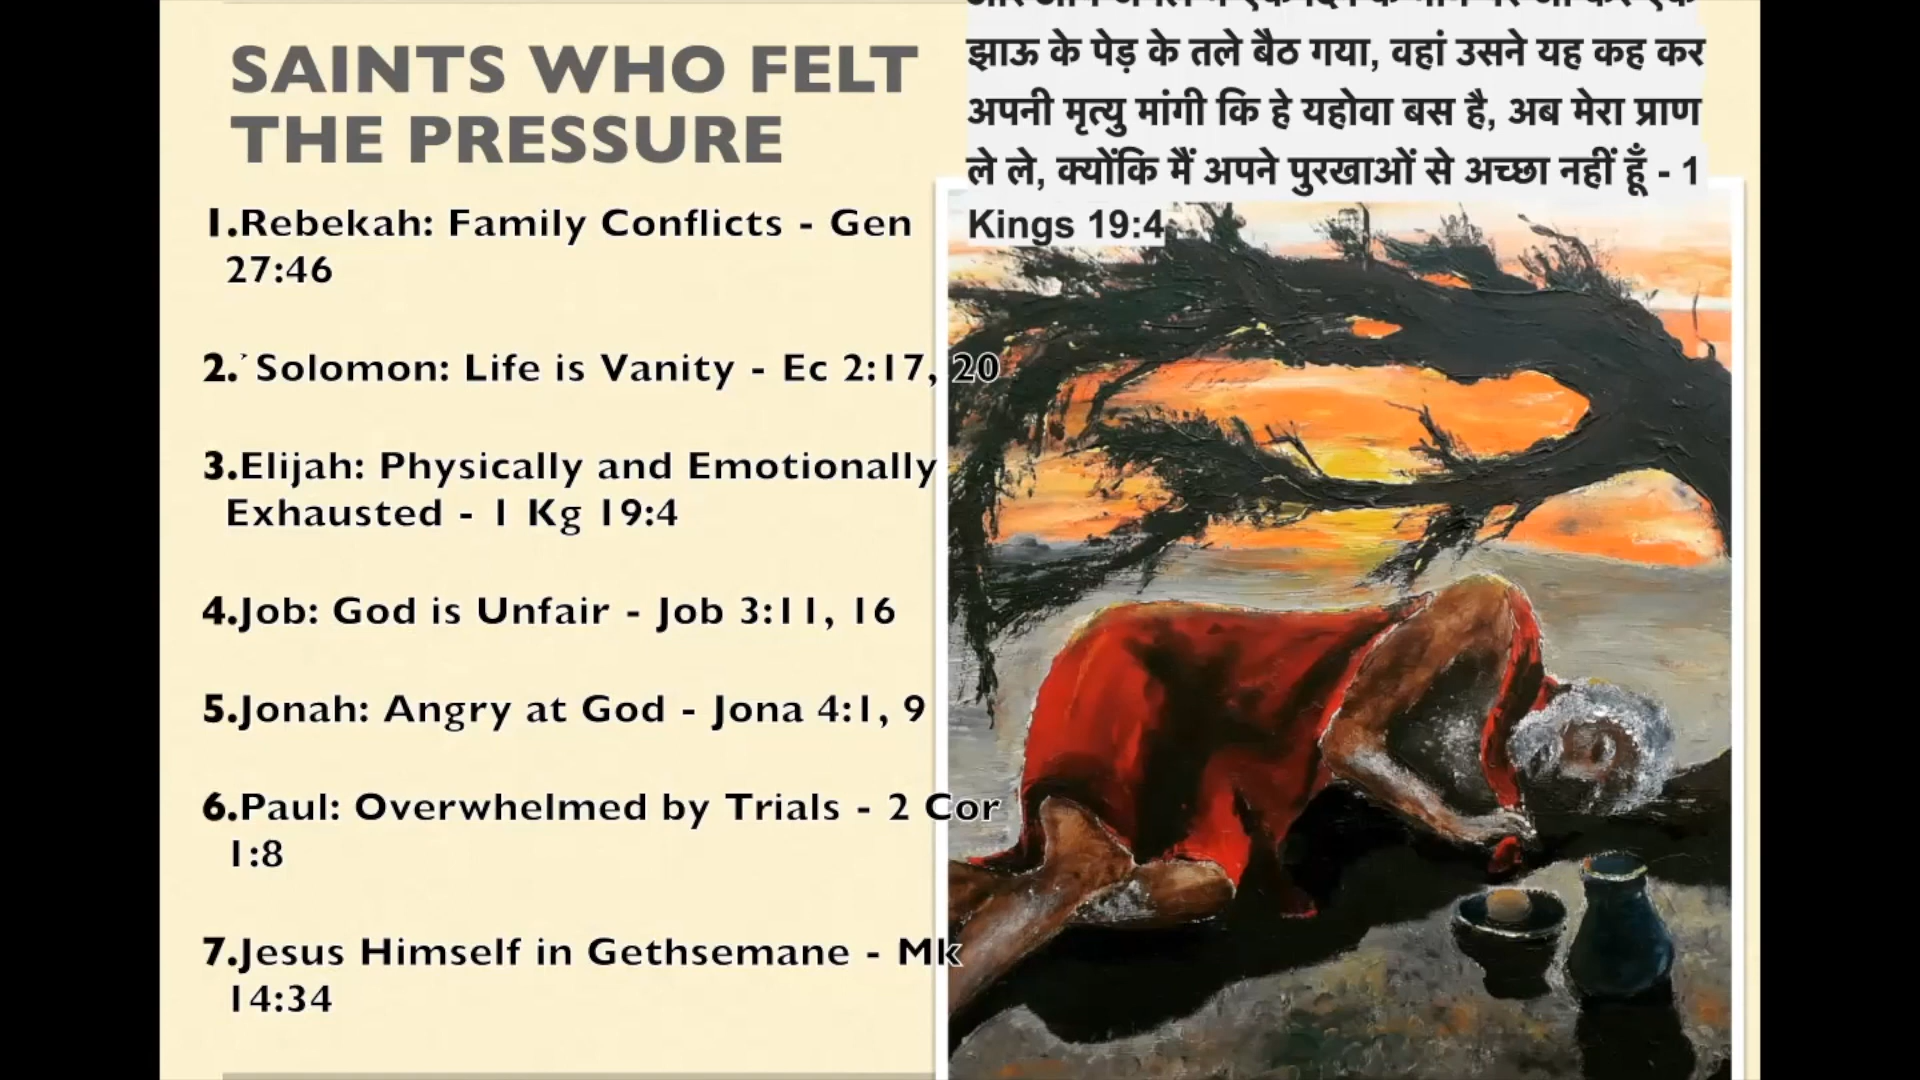 SAINTS WHO FELT
THE PRESSURE
1.Rebekah: Family Conflicts - Gen
27:46
2. Solomon: Life is Vanity - Ec 2:17, 20
3.Elijah: Physically and Emotionally
Exhausted - 1 Kg 19:4
4.Job: God is Unfair - Job 3:11, 16
5.Jonah: Angry at God - Jona 4:1, 9
6.Paul: Overwhelmed by Trials - 2 Cor
1:8
7.Jesus Himself in Gethsemane - Mk
14:34
झाऊ के पेड़ के तले बैठ गया, वहां उसने यह कह कर
अपनी मृत्यु मांगी कि हे यहोवा बस है, अब मेरा प्राण
ले ले, क्योंकि मैं अपने पुरखाओं से अच्छा नहीं हूँ - 1
Kings 19:4